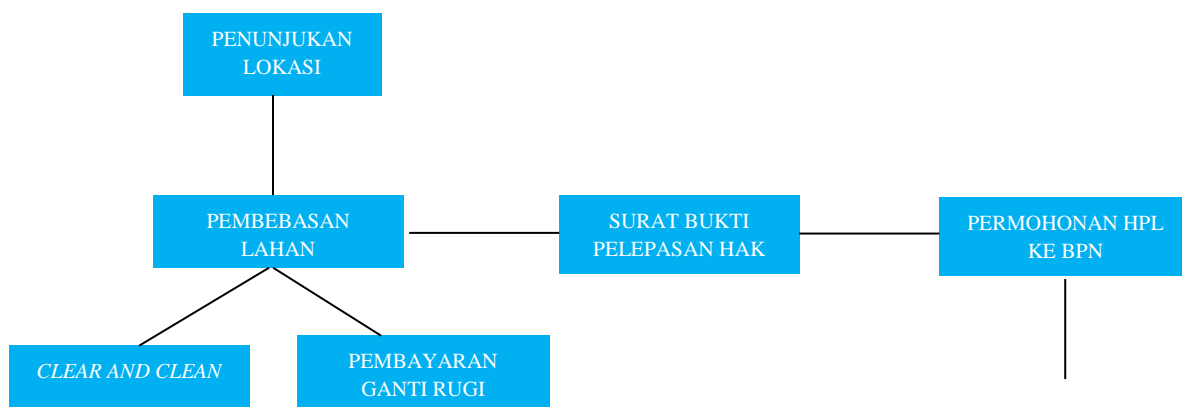 PENUNJUKAN
LOKASI
PEMBEBASAN
LAHAN
SURAT BUKTI
PELEPASAN HAK
PERMOHONAN HPL
KE BPN
CLEAR AND CLEAN
PEMBAYARAN
GANTI RUGI